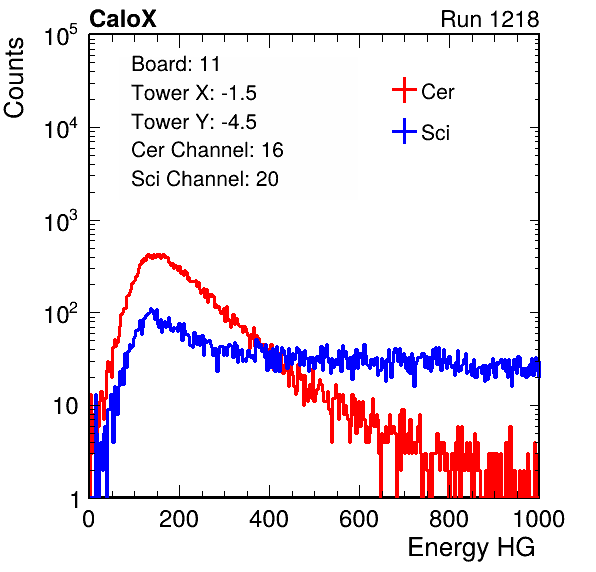 CaloX Run 1218
Counts
10^5
10^4
10^3
10^2
10
1
Board: 11
Tower X: -1.5
Tower Y: -4.5
Cer Channel: 16
Sci Channel: 20
Cer
Sci
0 200 400 600 800 1000
Energy HG